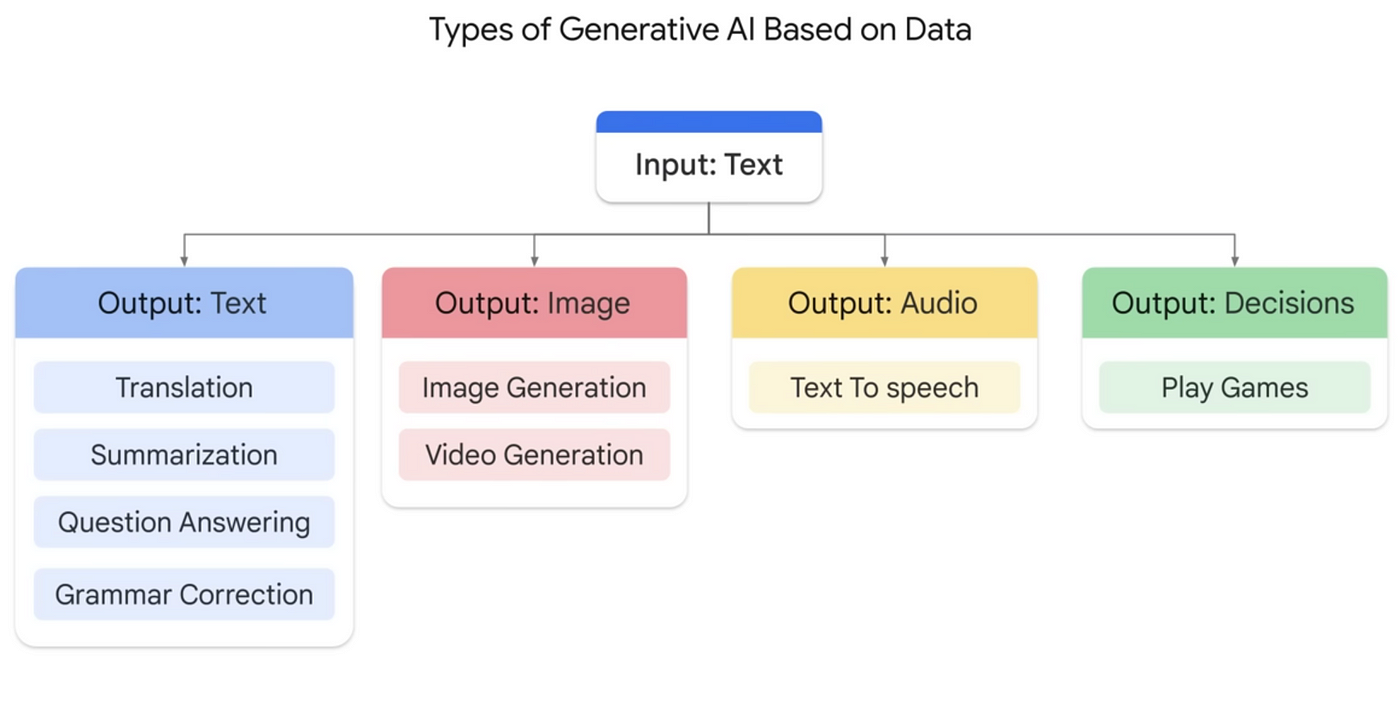 Types of Generative AI Based on Data
Input: Text
Output: Text
Translation
Summarization
Question Answering
Grammar Correction
Output: Image
Image Generation
Video Generation
Output: Audio
Text To speech
Output: Decisions
Play Games